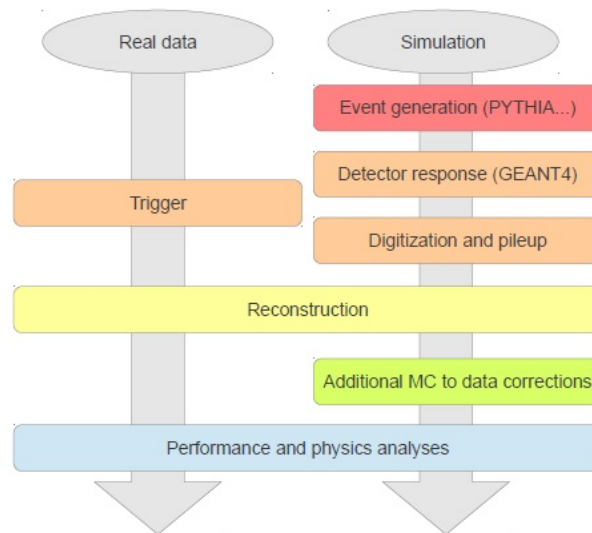 Real data
Simulation
Event generation (PYTHIA...)
Detector response (GEANT4)
Trigger
Digitization and pileup
Reconstruction
Additional MC to data corrections
Performance and physics analyses